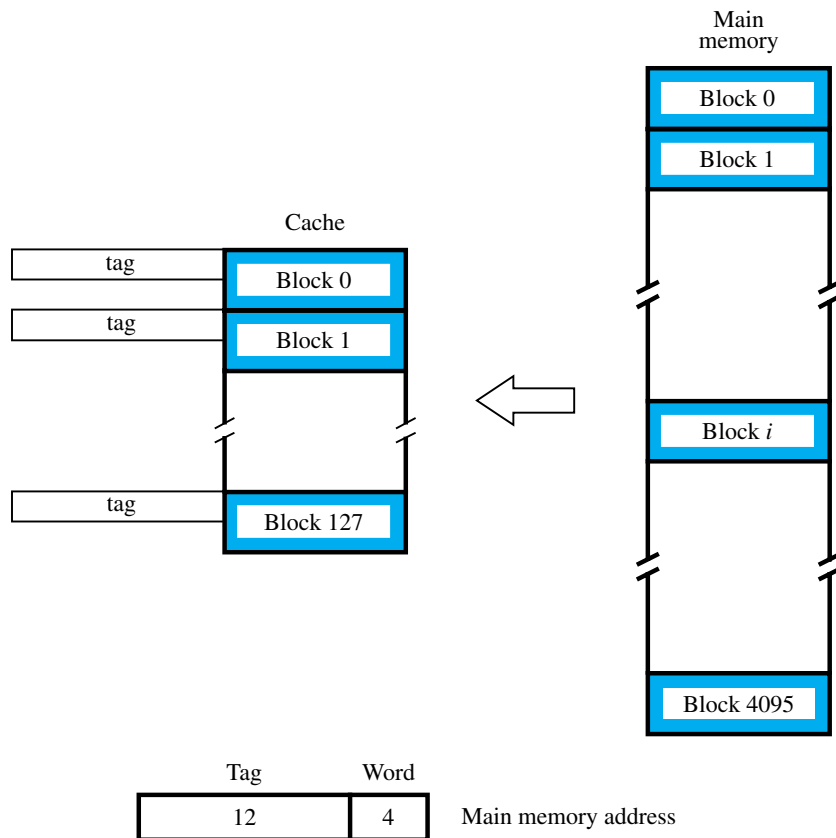 Main
memory
Block 0
Block 1
Cache
tag
Block 0
tag
Block 1
Block i
tag
Block 127
Block 4095
Tag Word
12 4 Main memory address